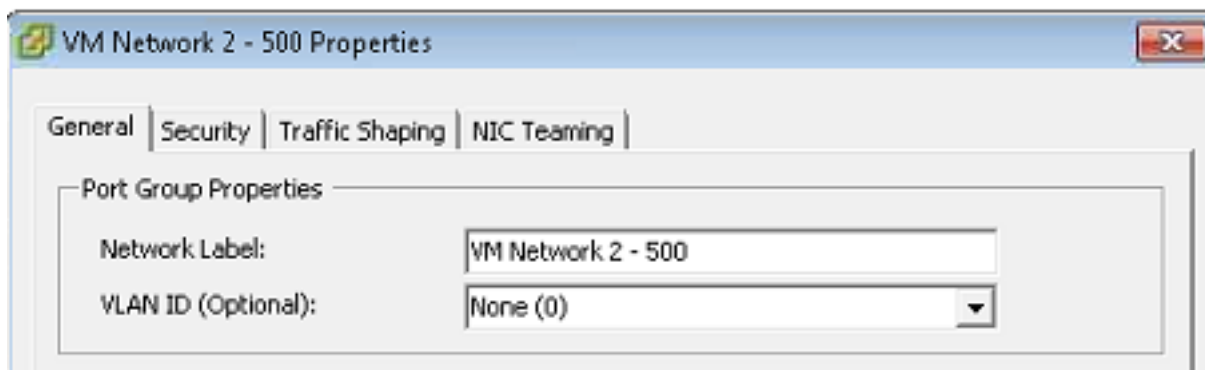 VM Network 2 - 500 Properties
General Security Traffic Shaping NIC Teaming
Port Group Properties
Network Label: VM Network 2 - 500
VLAN ID (Optional): None (0)